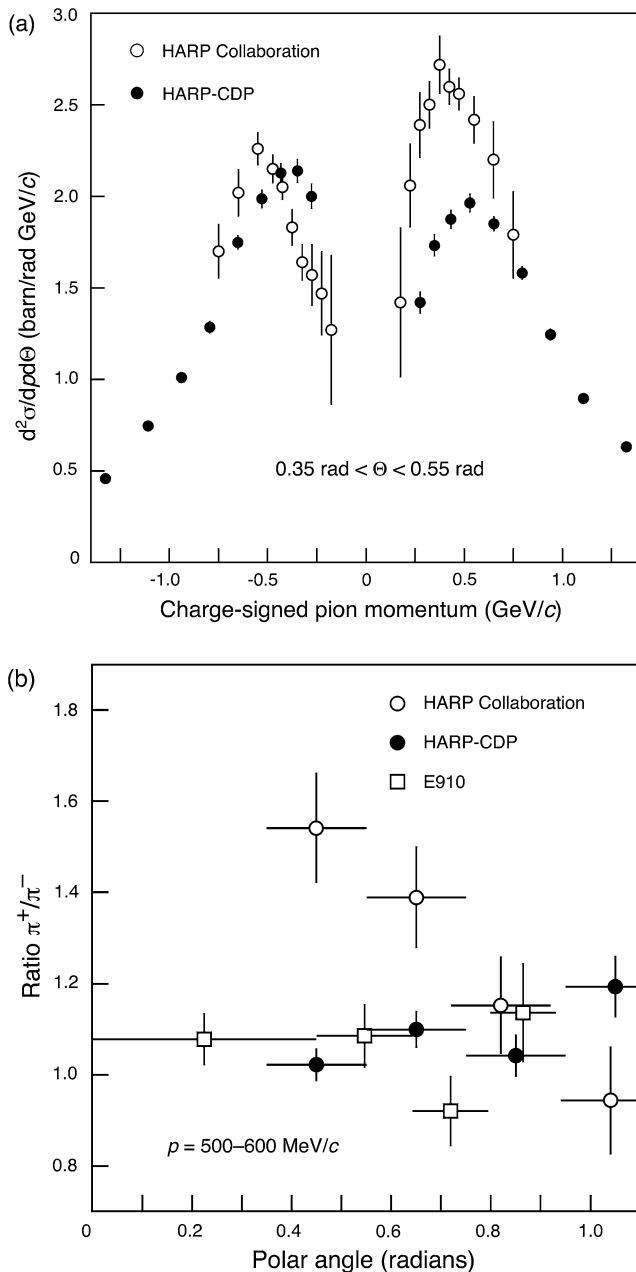 (a)
HARP Collaboration
HARP-CDP
3.0
2.5
2.0
1.5
1.0
0.5
0
d²σ/dpdΘ (barn/rad GeV/c)
0.35 rad < Θ < 0.55 rad
-1.0 -0.5 0 0.5 1.0
Charge-signed pion momentum (GeV/c)
(b)
HARP Collaboration
HARP-CDP
E910
1.8
1.6
1.4
1.2
1.0
0.8
Ratio π⁺/π⁻
p = 500–600 MeV/c
0 0.2 0.4 0.6 0.8 1.0
Polar angle (radians)